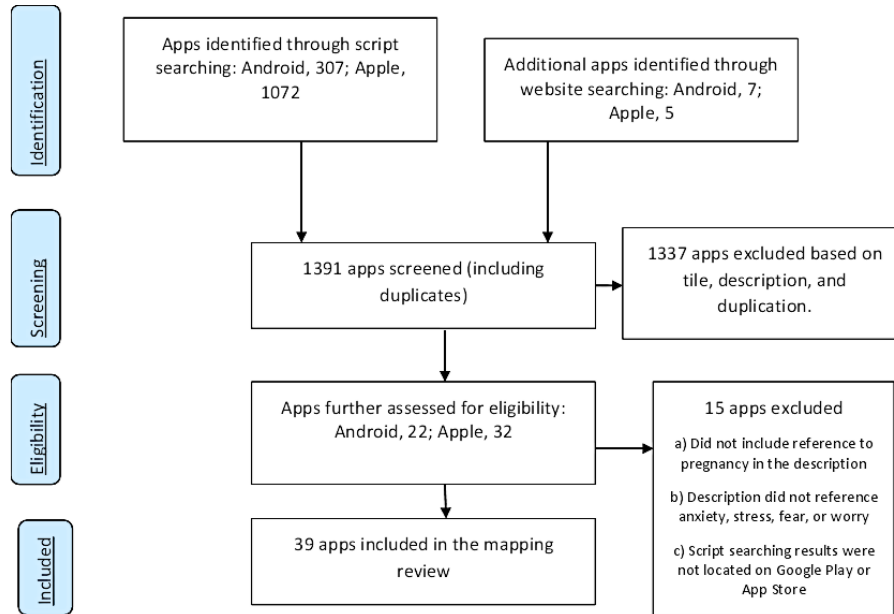 Identification
Apps identified through script
searching: Android, 307; Apple,
1072
Additional apps identified through
website searching: Android, 7;
Apple, 5
Screening
1391 apps screened (including
duplicates)
1337 apps excluded based on
tile, description, and
duplication.
Eligibility
Apps further assessed for eligibility:
Android, 22; Apple, 32
15 apps excluded
a) Did not include reference to
pregnancy in the description
b) Description did not reference
anxiety, stress, fear, or worry
c) Script searching results were
not located on Google Play or
App Store
Included
39 apps included in the mapping
review